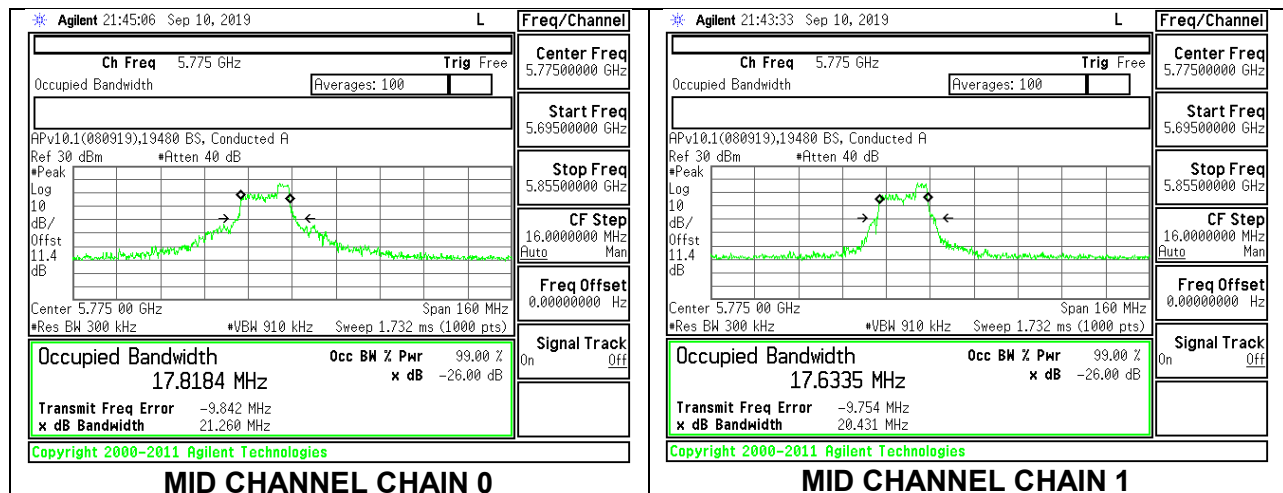 Agilent 21:45:06 Sep 10, 2019 L
Freq/Channel
Ch Freq 5.775 GHz Trig Free
Occupied Bandwidth Averages: 100
APv10.1(080919),19480 BS, Conducted A
Ref 30 dBm #Atten 40 dB
#Peak
Log
10
dB/
Offst
11.4
dB
Center 5.775 00 GHz Span 160 MHz
#Res BW 300 kHz #VBW 910 kHz Sweep 1.732 ms (1000 pts)
Occupied Bandwidth Occ BW % Pwr 99.00 %
17.8184 MHz x dB -26.00 dB
Transmit Freq Error -9.842 MHz
x dB Bandwidth 21.260 MHz
Copyright 2000-2011 Agilent Technologies
Center Freq
5.77500000 GHz
Start Freq
5.69500000 GHz
Stop Freq
5.85500000 GHz
CF Step
16.0000000 MHz
Auto Man
Freq Offset
0.00000000 Hz
Signal Track
On Off
MID CHANNEL CHAIN 0
Agilent 21:43:33 Sep 10, 2019 L
Freq/Channel
Ch Freq 5.775 GHz Trig Free
Occupied Bandwidth Averages: 100
APv10.1(080919),19480 BS, Conducted A
Ref 30 dBm #Atten 40 dB
#Peak
Log
10
dB/
Offst
11.4
dB
Center 5.775 00 GHz Span 160 MHz
#Res BW 300 kHz #VBW 910 kHz Sweep 1.732 ms (1000 pts)
Occupied Bandwidth Occ BW % Pwr 99.00 %
17.6335 MHz x dB -26.00 dB
Transmit Freq Error -9.754 MHz
x dB Bandwidth 20.431 MHz
Copyright 2000-2011 Agilent Technologies
Center Freq
5.77500000 GHz
Start Freq
5.69500000 GHz
Stop Freq
5.85500000 GHz
CF Step
16.0000000 MHz
Auto Man
Freq Offset
0.00000000 Hz
Signal Track
On Off
MID CHANNEL CHAIN 1